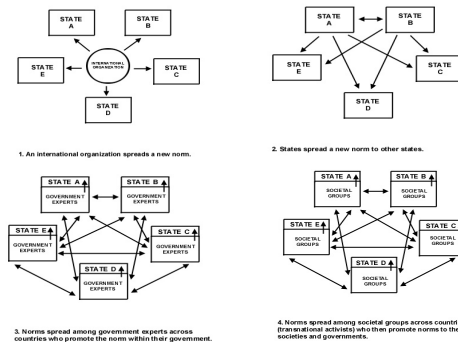 STATE
A
STATE
B
INTERNATIONAL
ORGANIZATION
STATE
E
STATE
C
STATE
D
1. An international organization spreads a new norm.
STATE
A
STATE
B
STATE
E
STATE
C
STATE
D
2. States spread a new norm to other states.
STATE A
GOVERNMENT
EXPERTS
STATE B
GOVERNMENT
EXPERTS
STATE E
GOVERNMENT
EXPERTS
STATE C
GOVERNMENT
EXPERTS
STATE D
GOVERNMENT
EXPERTS
3. Norms spread among government experts across
countries who promote the norm within their government.
STATE A
SOCIETAL
GROUPS
STATE B
SOCIETAL
GROUPS
STATE E
SOCIETAL
GROUPS
STATE C
SOCIETAL
GROUPS
STATE D
SOCIETAL
GROUPS
4. Norms spread among societal groups across countri
(transnational activists) who then promote norms to the
societies and governments.